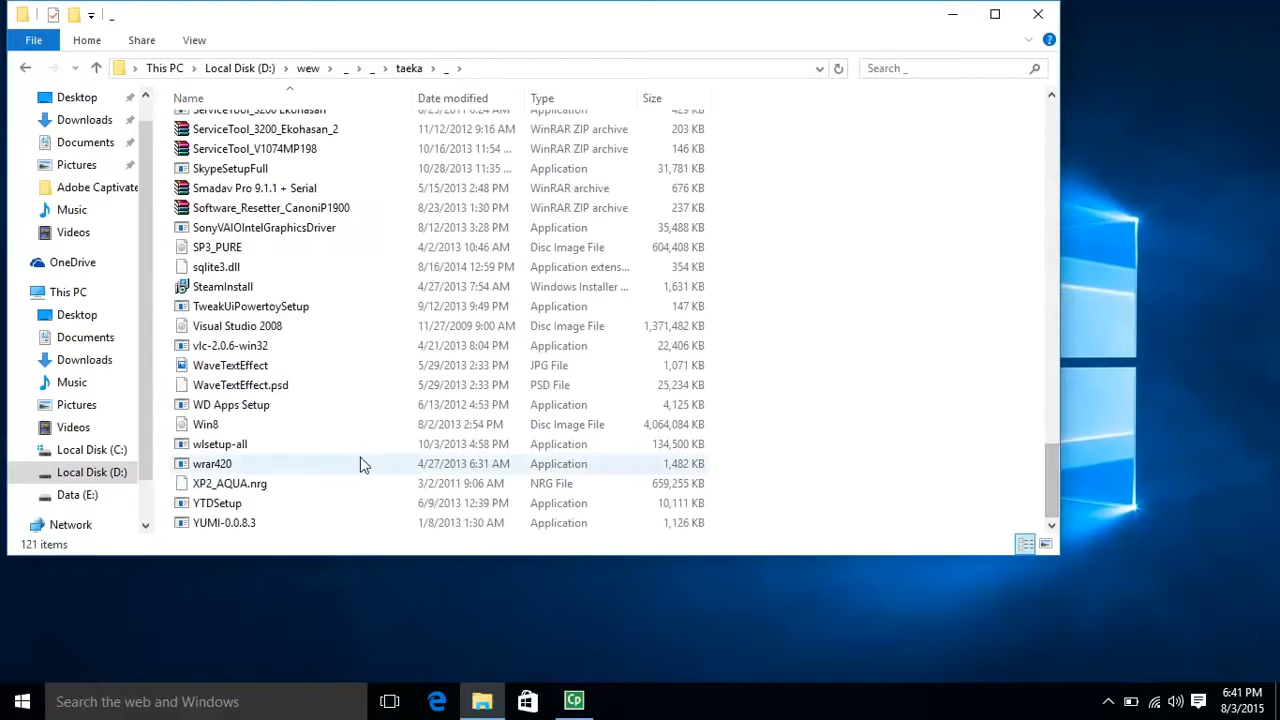 _
File Home Share View
This PC Local Disk (D:) wew _ _ taeka _ Search _
Name Date modified Type Size
ServiceTool_3200 Ekohasan 6/25/2011 6:24 AM Application 429 KB
ServiceTool_3200_Ekohasan_2 11/12/2012 9:16 AM WinRAR ZIP archive 203 KB
ServiceTool_V1074MP198 10/16/2013 11:54 ... WinRAR ZIP archive 146 KB
SkypeSetupFull 10/28/2013 11:35 ... Application 31,781 KB
Smadav Pro 9.1.1 + Serial 5/15/2013 2:48 PM WinRAR archive 676 KB
Software_Resetter_CanoniP1900 8/23/2013 1:30 PM WinRAR ZIP archive 237 KB
SonyVAIOIntelGraphicsDriver 8/12/2013 3:28 PM Application 35,488 KB
SP3_PURE 4/2/2013 10:46 AM Disc Image File 604,408 KB
sqlite3.dll 8/16/2014 12:59 PM Application extens... 354 KB
SteamInstall 4/27/2013 7:54 AM Windows Installer ... 1,631 KB
TweakUiPowertoySetup 9/12/2013 9:49 PM Application 147 KB
Visual Studio 2008 11/27/2009 9:00 AM Disc Image File 1,371,482 KB
vlc-2.0.6-win32 4/21/2013 8:04 PM Application 22,406 KB
WaveTextEffect 5/29/2013 2:33 PM JPG File 1,071 KB
WaveTextEffect.psd 5/29/2013 2:33 PM PSD File 25,234 KB
WD Apps Setup 6/13/2012 4:53 PM Application 4,125 KB
Win8 8/2/2013 2:54 PM Disc Image File 4,064,084 KB
wlsetup-all 10/3/2013 4:58 PM Application 134,500 KB
wrar420 4/27/2013 6:31 AM Application 1,482 KB
XP2_AQUA.nrg 3/2/2011 9:06 AM NRG File 659,255 KB
YTDSetup 6/9/2013 12:39 PM Application 10,111 KB
YUMI-0.0.8.3 1/8/2013 1:30 AM Application 1,126 KB
Desktop
Downloads
Documents
Pictures
Adobe Captivate
Music
Videos
OneDrive
This PC
Desktop
Documents
Downloads
Music
Pictures
Videos
Local Disk (C:)
Local Disk (D:)
Data (E:)
Network
121 items
Search the web and Windows
Cp
6:41 PM
8/3/2015